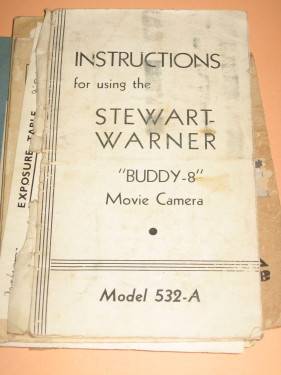 INSTRUCTIONS
for using the
STEWART-
WARNER
"BUDDY-8"
Movie Camera
Model 532-A
EXPOSURE TABLE